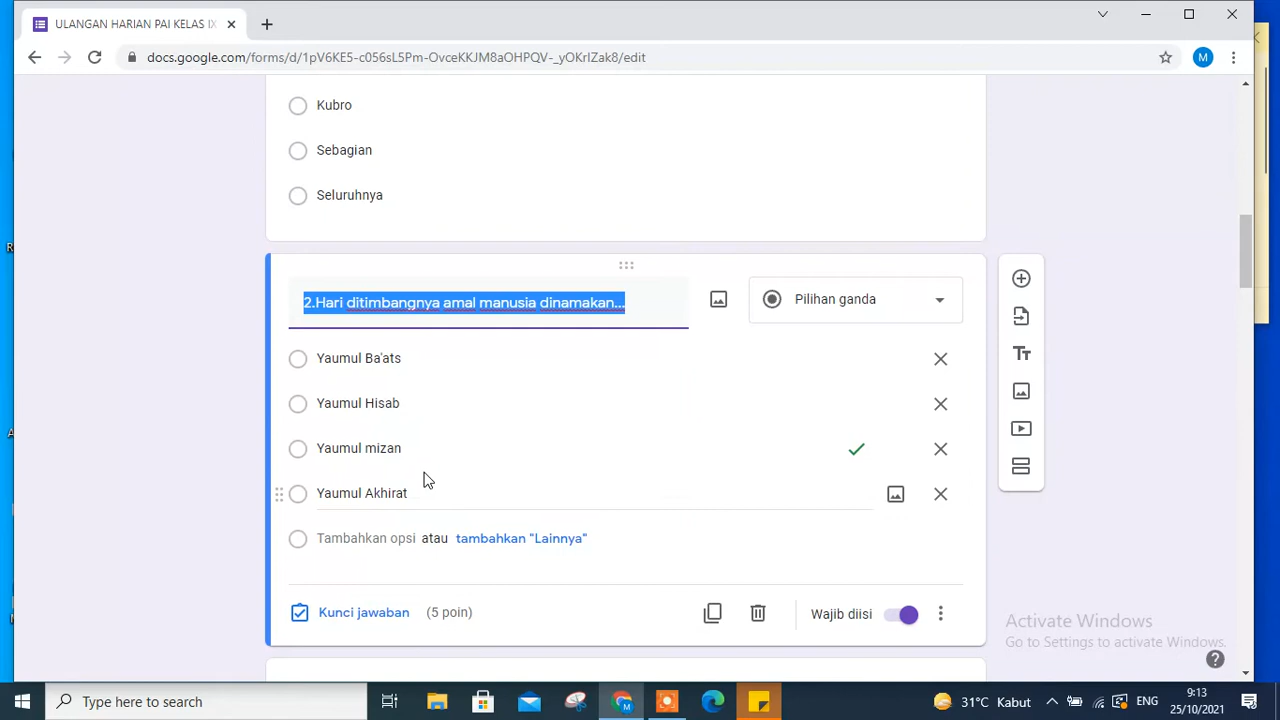 ULANGAN HARIAN PAI KELAS IX
docs.google.com/forms/d/1pV6KE5-c056sL5Pm-OvceKKJM8aOHPQV-_yOKrIZak8/edit
M
Kubro
Sebagian
Seluruhnya
2.Hari ditimbangnya amal manusia dinamakan...
Pilihan ganda
Yaumul Ba'ats
Yaumul Hisab
Yaumul mizan
Yaumul Akhirat
Tambahkan opsi atau tambahkan "Lainnya"
Kunci jawaban (5 poin)
Wajib diisi
Activate Windows
Go to Settings to activate Windows.
Type here to search
31°C Kabut
ENG
9:13
25/10/2021